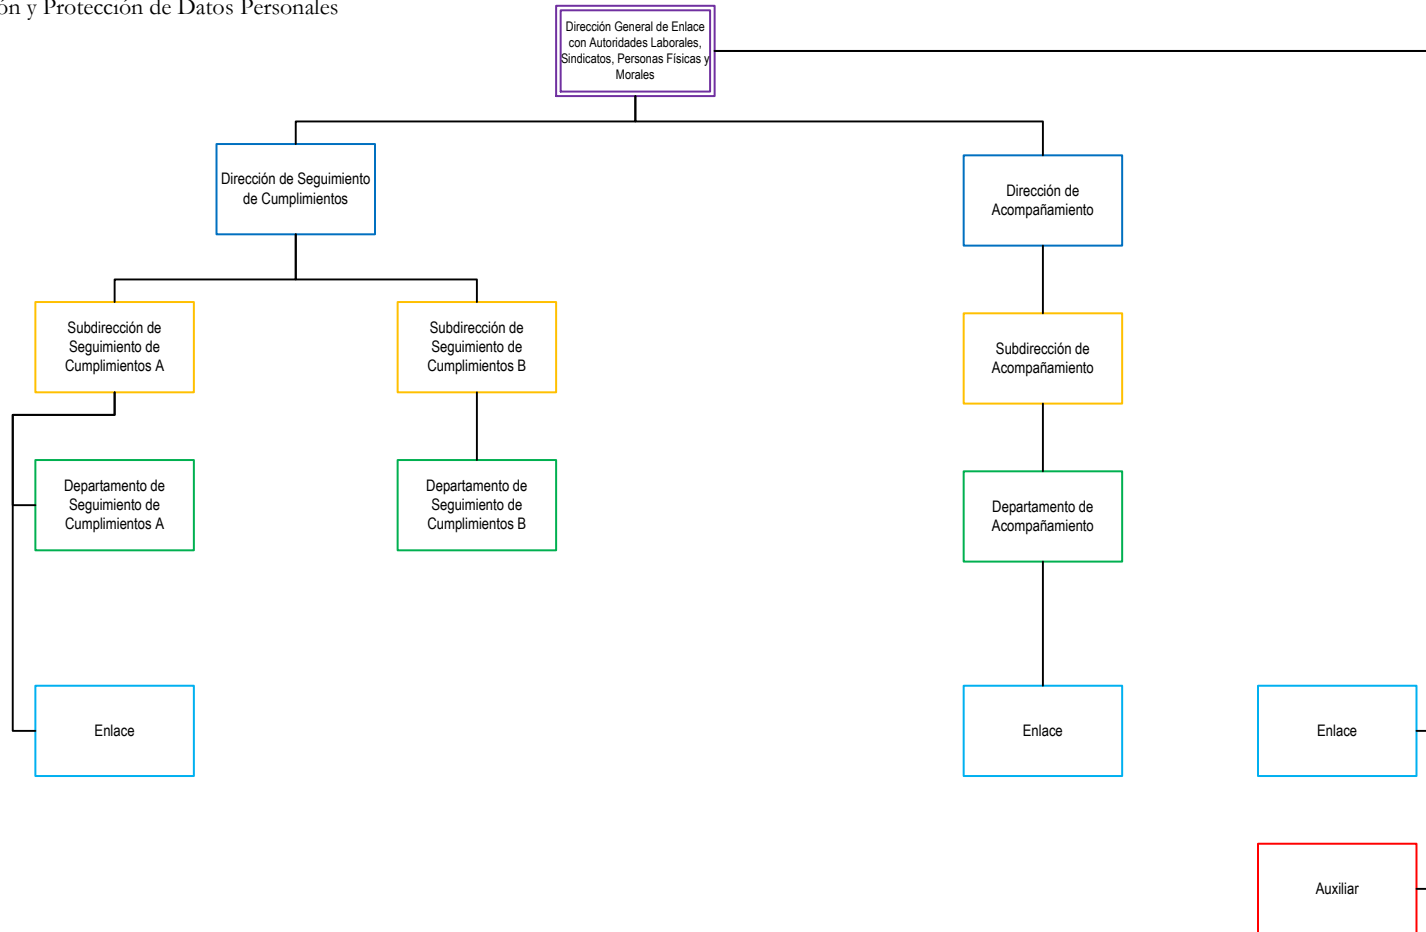 ón y Protección de Datos Personales
Dirección General de Enlace
con Autoridades Laborales,
Sindicatos, Personas Físicas y
Morales
Dirección de Seguimiento
de Cumplimientos
Dirección de
Acompañamiento
Subdirección de
Seguimiento de
Cumplimientos A
Subdirección de
Seguimiento de
Cumplimientos B
Subdirección de
Acompañamiento
Departamento de
Seguimiento de
Cumplimientos A
Departamento de
Seguimiento de
Cumplimientos B
Departamento de
Acompañamiento
Enlace
Enlace
Enlace
Auxiliar